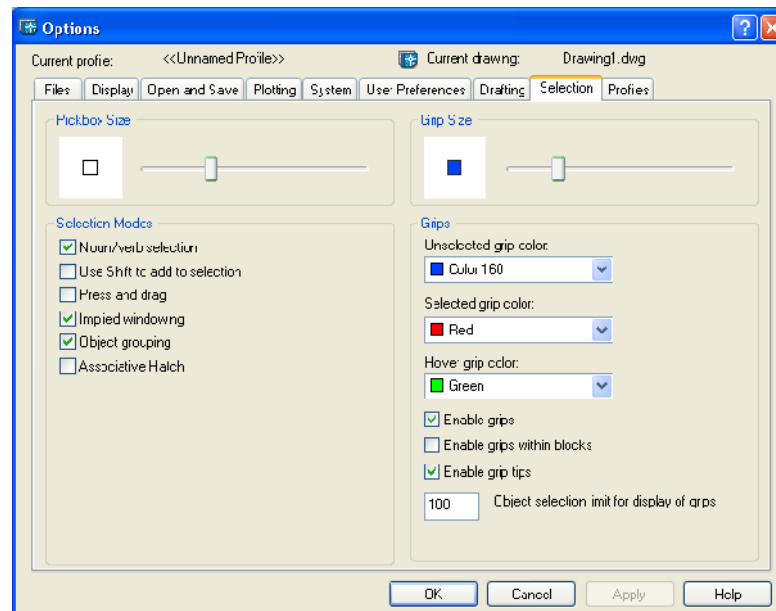 Options
Current profile: <<Unnamed Profile>> Current drawing: Drawing1.dwg
Files Display Open and Save Plotting System User Preferences Drafting Selection Profiles
Pickbox Size
Grip Size
Selection Modes
Noun/verb selection
Use Shift to add to selection
Press and drag
Implied windowing
Object grouping
Associative Hatch
Grips
Unselected grip color:
Color 160
Selected grip color:
Red
Hover grip color:
Green
Enable grips
Enable grips within blocks
Enable grip tips
100 Object selection limit for display of grips
OK Cancel Apply Help